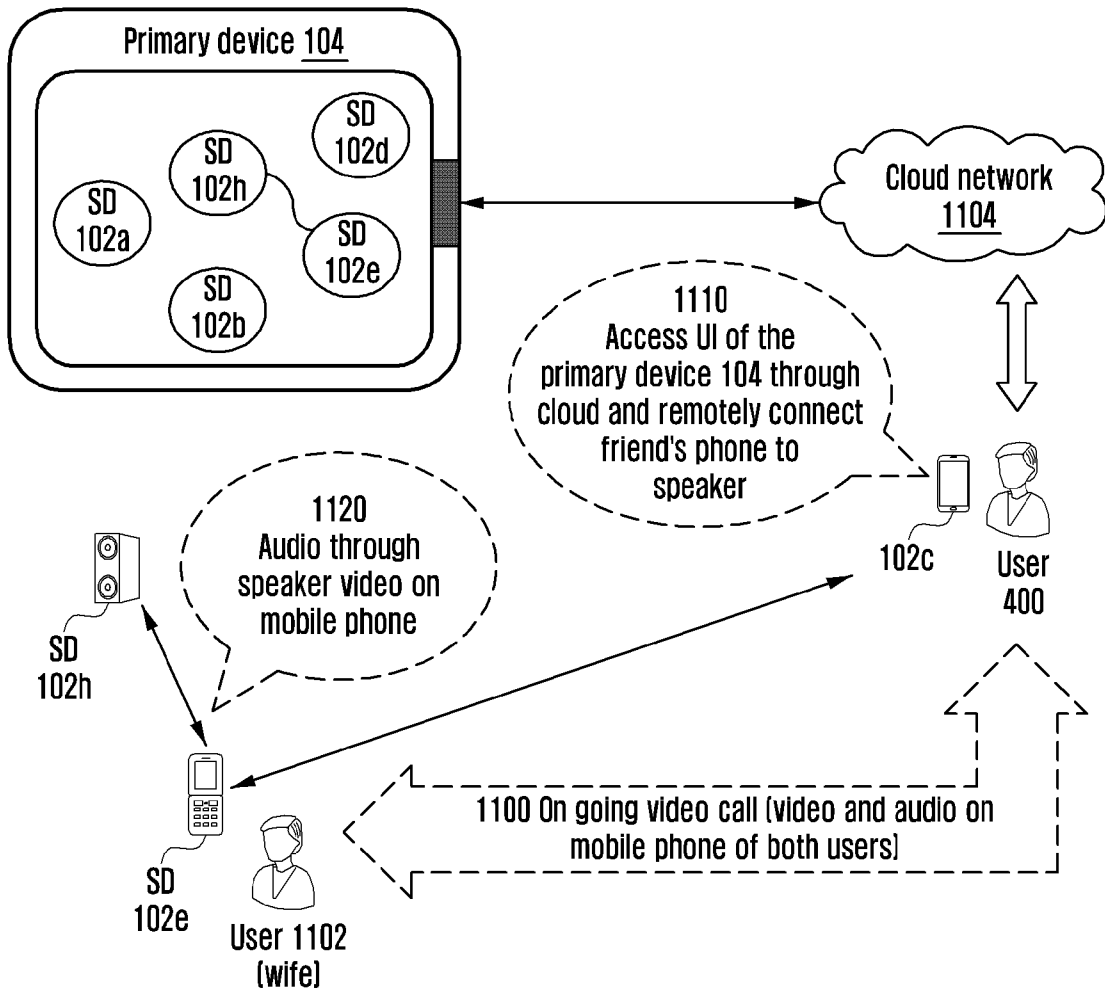 Primary device 104
SD
102d
SD
102h
SD
102a
SD
102e
SD
102b
Cloud network
1104
1110
Access UI of the
primary device 104 through
cloud and remotely connect
friend's phone to
speaker
102c
User
400
1120
Audio through
speaker video on
mobile phone
SD
102h
SD
102e
User 1102
(wife)
1100 On going video call (video and audio on
mobile phone of both users)